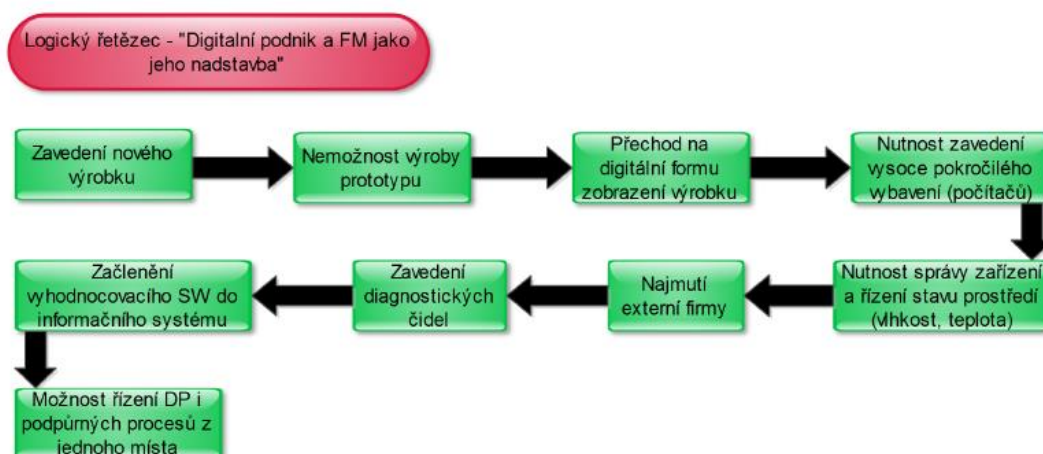 Logický řetězec - "Digitalní podnik a FM jako
jeho nadstavba"
Zavedení nového
výrobku
Nemožnost výroby
prototypu
Přechod na
digitální formu
zobrazení výrobku
Nutnost zavedení
vysoce pokročilého
vybavení (počítačů)
Nutnost správy zařízení
a řízení stavu prostředí
(vlhkost, teplota)
Najmutí
externí firmy
Zavedení
diagnostických
čidel
Začlenění
vyhodnocovacího SW do
informačního systému
Možnost řízení DP i
podpůrných procesů z
jednoho místa